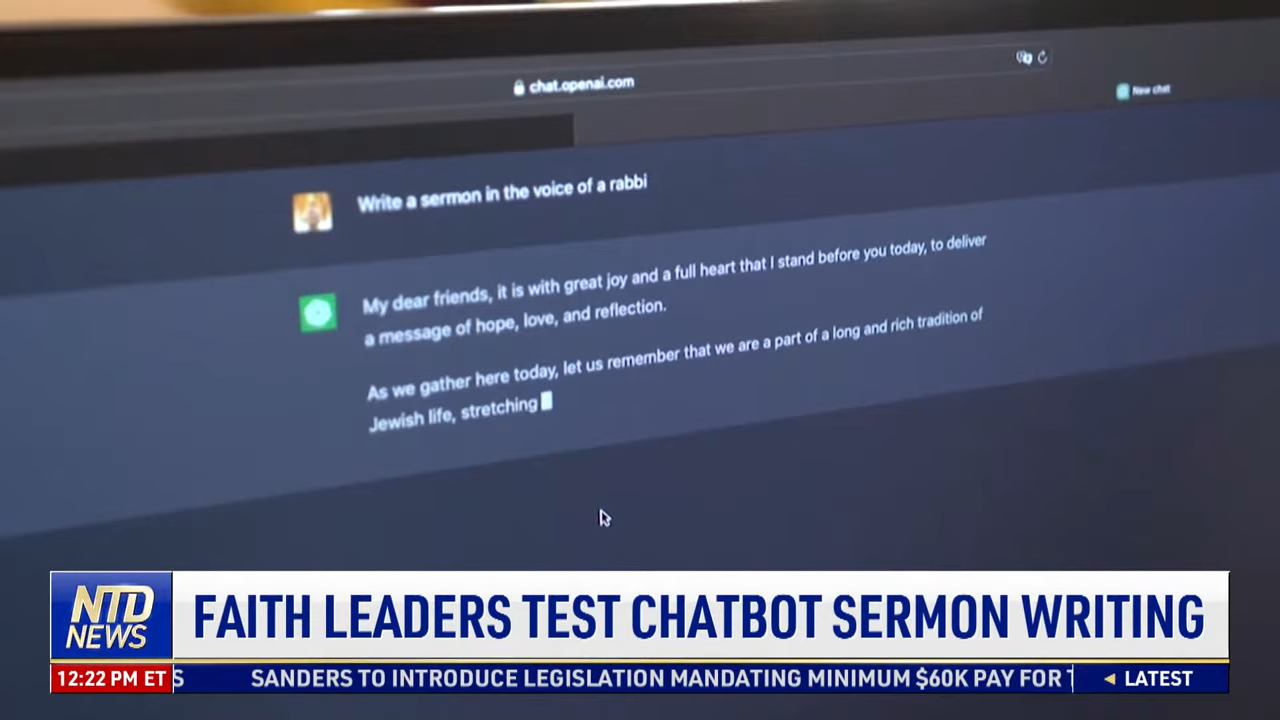 chat.openai.com
New chat
Write a sermon in the voice of a rabbi
My dear friends, it is with great joy and a full heart that I stand before you today, to deliver
a message of hope, love, and reflection.
As we gather here today, let us remember that we are a part of a long and rich tradition of
Jewish life, stretching
NTD
NEWS
FAITH LEADERS TEST CHATBOT SERMON WRITING
12:22 PM ET
S SANDERS TO INTRODUCE LEGISLATION MANDATING MINIMUM $60K PAY FOR
LATEST